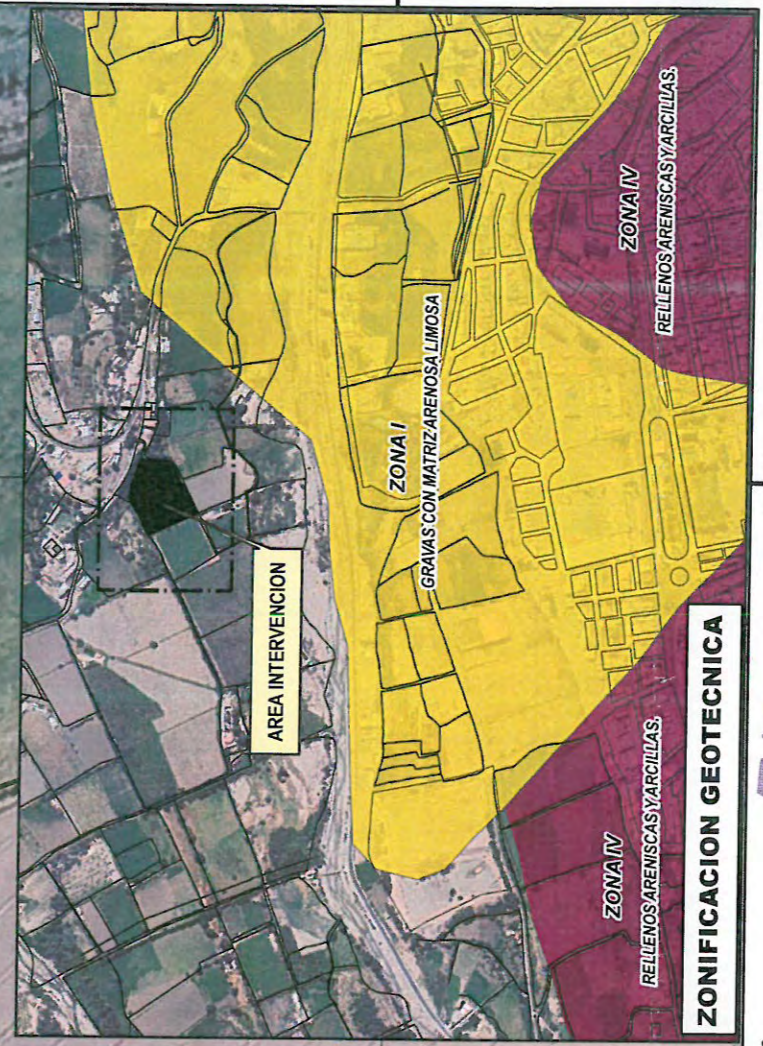 AREA INTERVENCION
ZONA I
GRAVAS CON MATRIZ ARENOSA LIMOSA
ZONA IV
RELLENOS ARENISCAS Y ARCILLAS.
ZONA IV
RELLENOS ARENISCAS Y ARCILLAS.
ZONIFICACION GEOTECNICA